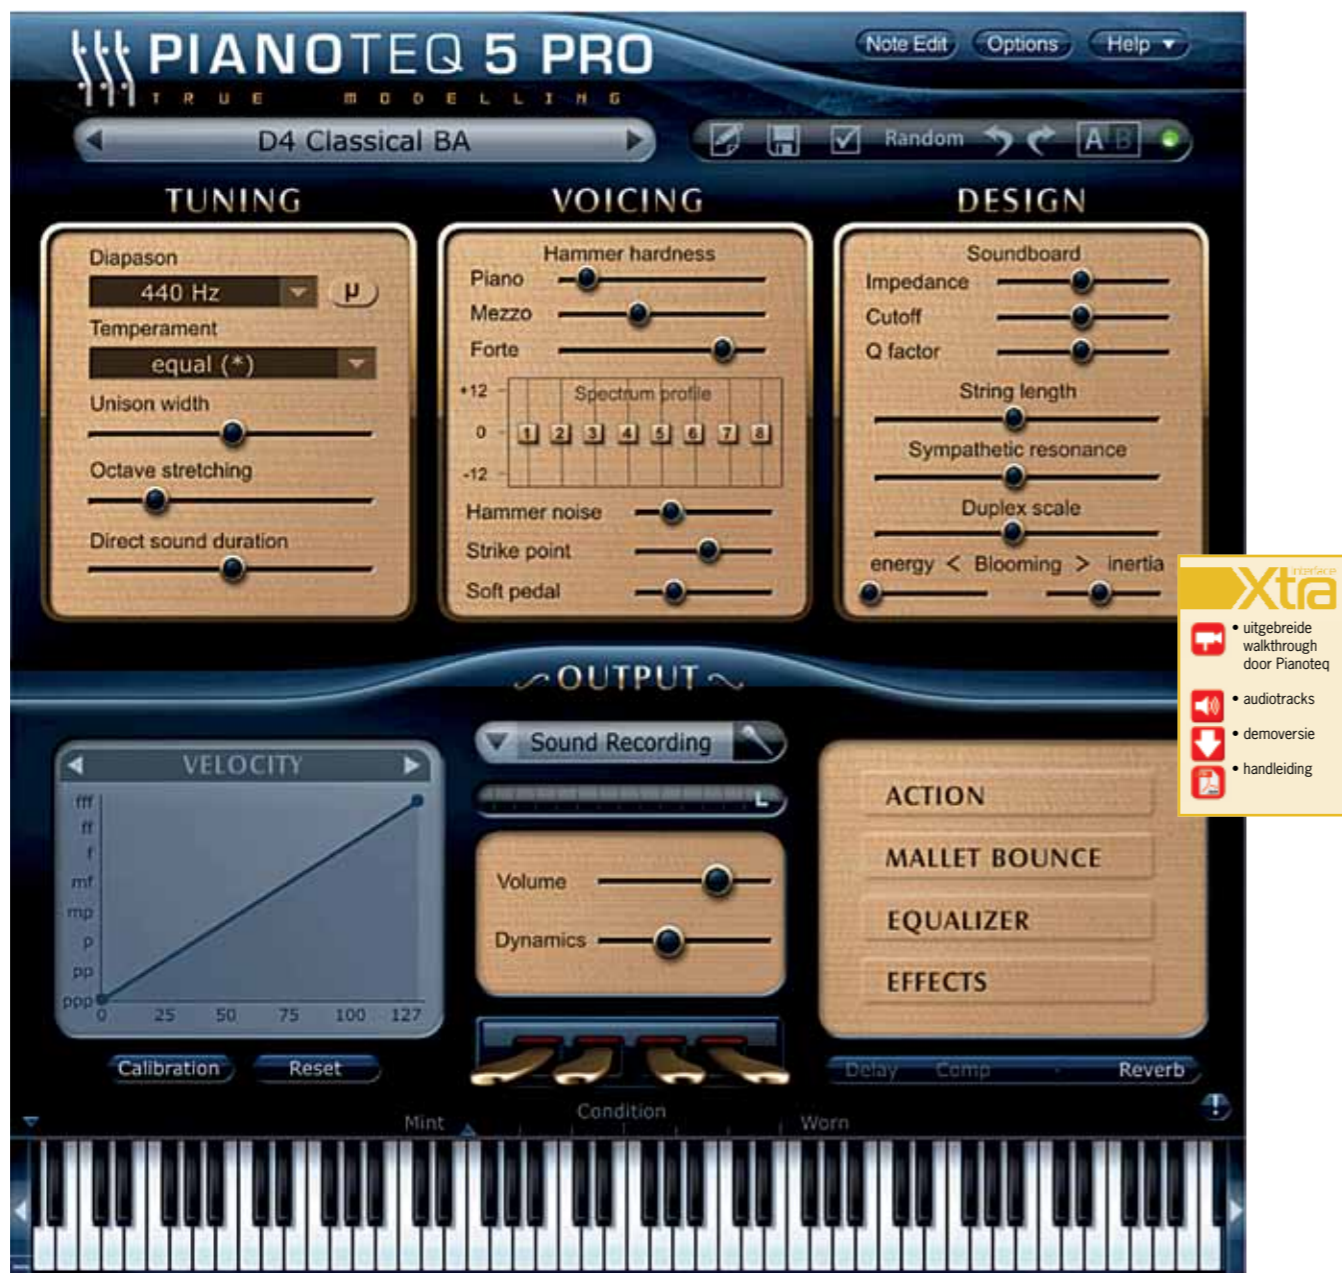 PIANOTEQ 5 PRO
TRUE MODELLING
Note Edit
Options
Help
D4 Classical BA
Random
A B
TUNING
Diapason
440 Hz
μ
Temperament
equal (*)
Unison width
Octave stretching
Direct sound duration
VOICING
Hammer hardness
Piano
Mezzo
Forte
Spectrum profile
+12
0
-12
1 2 3 4 5 6 7 8
Hammer noise
Strike point
Soft pedal
DESIGN
Soundboard
Impedance
Cutoff
Q factor
String length
Sympathetic resonance
Duplex scale
energy < Blooming > inertia
interface
Xtra
• uitgebreide
walkthrough
door Pianoteq
• audiotracks
• demoversie
• handleiding
OUTPUT
VELOCITY
fff
ff
f
mf
mp
p
pp
ppp
0 25 50 75 100 127
Calibration
Reset
Sound Recording
L
Volume
Dynamics
ACTION
MALLET BOUNCE
EQUALIZER
EFFECTS
Delay Comp - Reverb
Mint
Condition
Worn
!